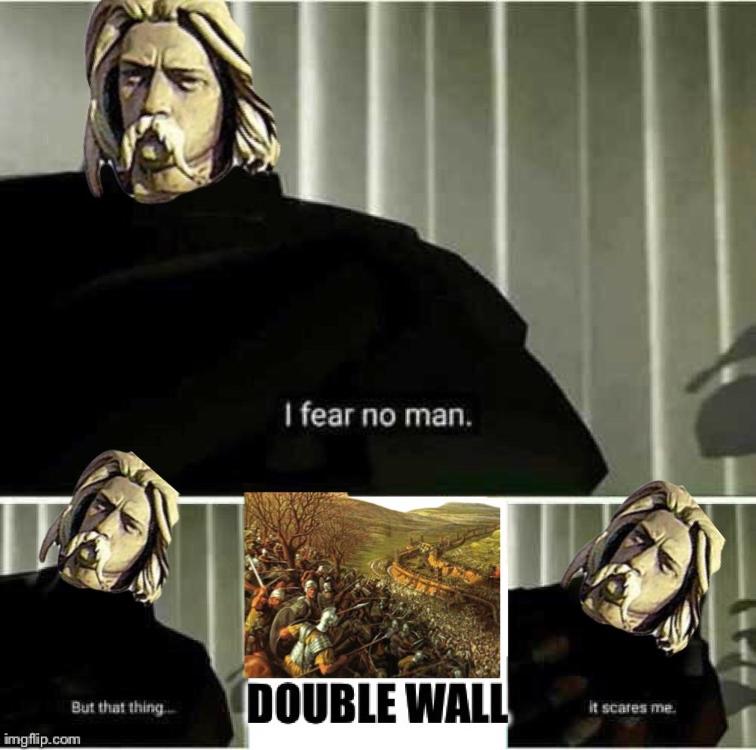 I fear no man.
But that thing...
DOUBLE WALL
it scares me.
imgflip.com